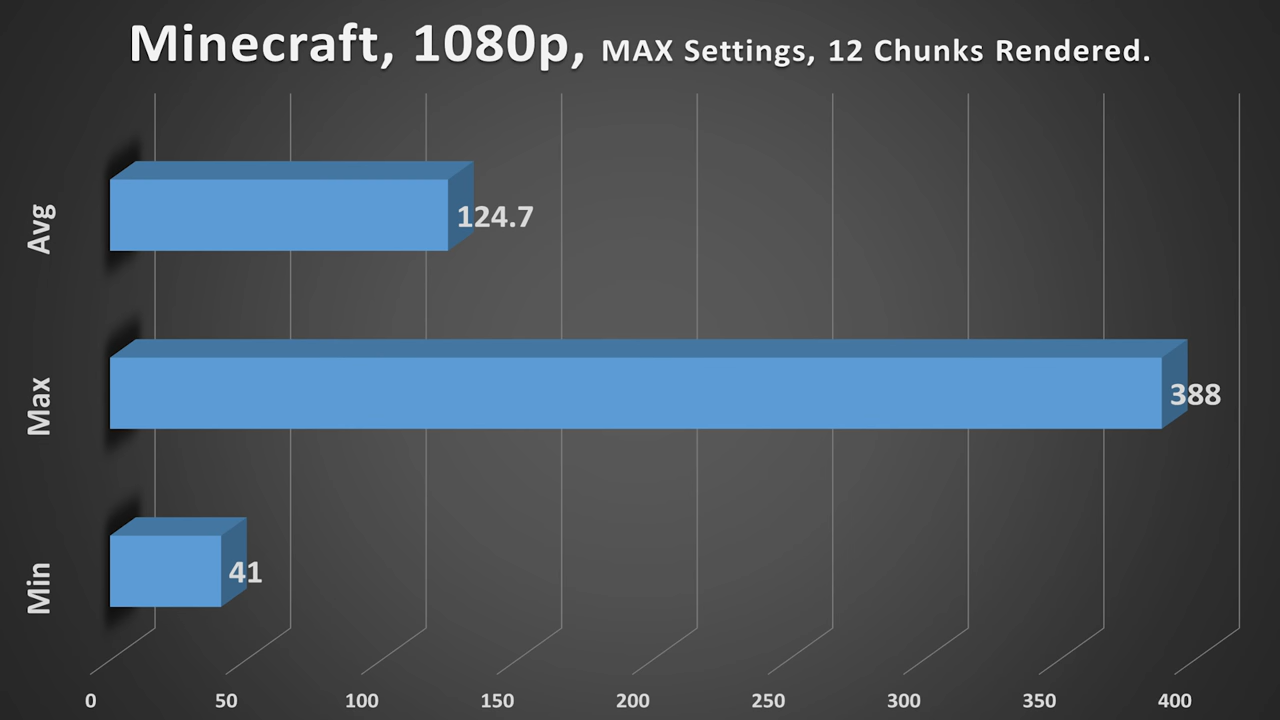 Minecraft, 1080p, MAX Settings, 12 Chunks Rendered.
Avg
124.7
Max
388
Min
41
0 50 100 150 200 250 300 350 400